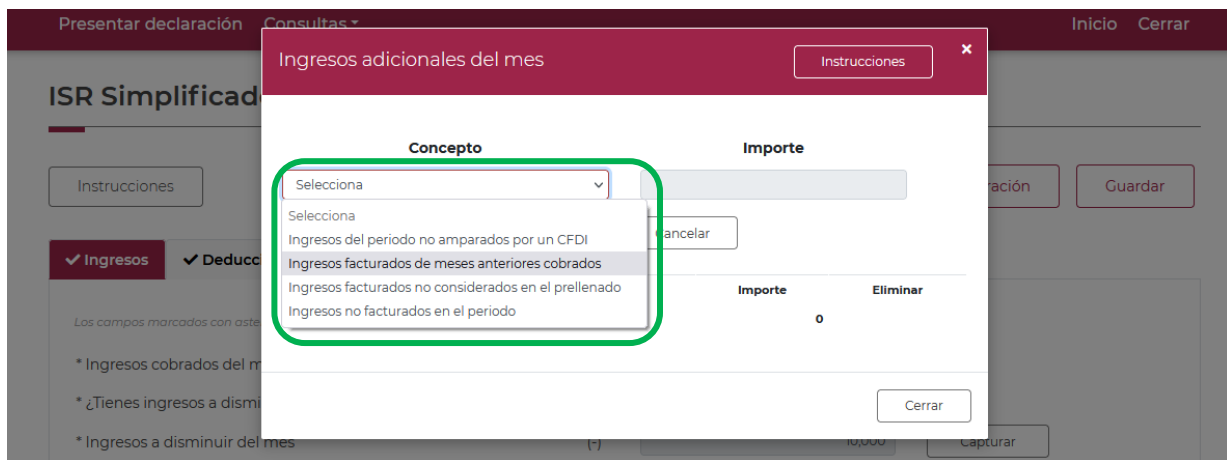 Presentar declaración Consultas Inicio Cerrar
Ingresos adicionales del mes Instrucciones ×
ISR Simplificad
Concepto Importe
Instrucciones Selecciona ración Guardar
Selecciona
Ingresos del periodo no amparados por un CFDI Cancelar
Ingresos Deducc Ingresos facturados de meses anteriores cobrados
Ingresos facturados no considerados en el prellenado Importe Eliminar
Ingresos no facturados en el periodo 0
Los campos marcados con aste
* Ingresos cobrados del m
* ¿Tienes ingresos a dismi Cerrar
* Ingresos a disminuir del mes (-) 10,000 Capturar